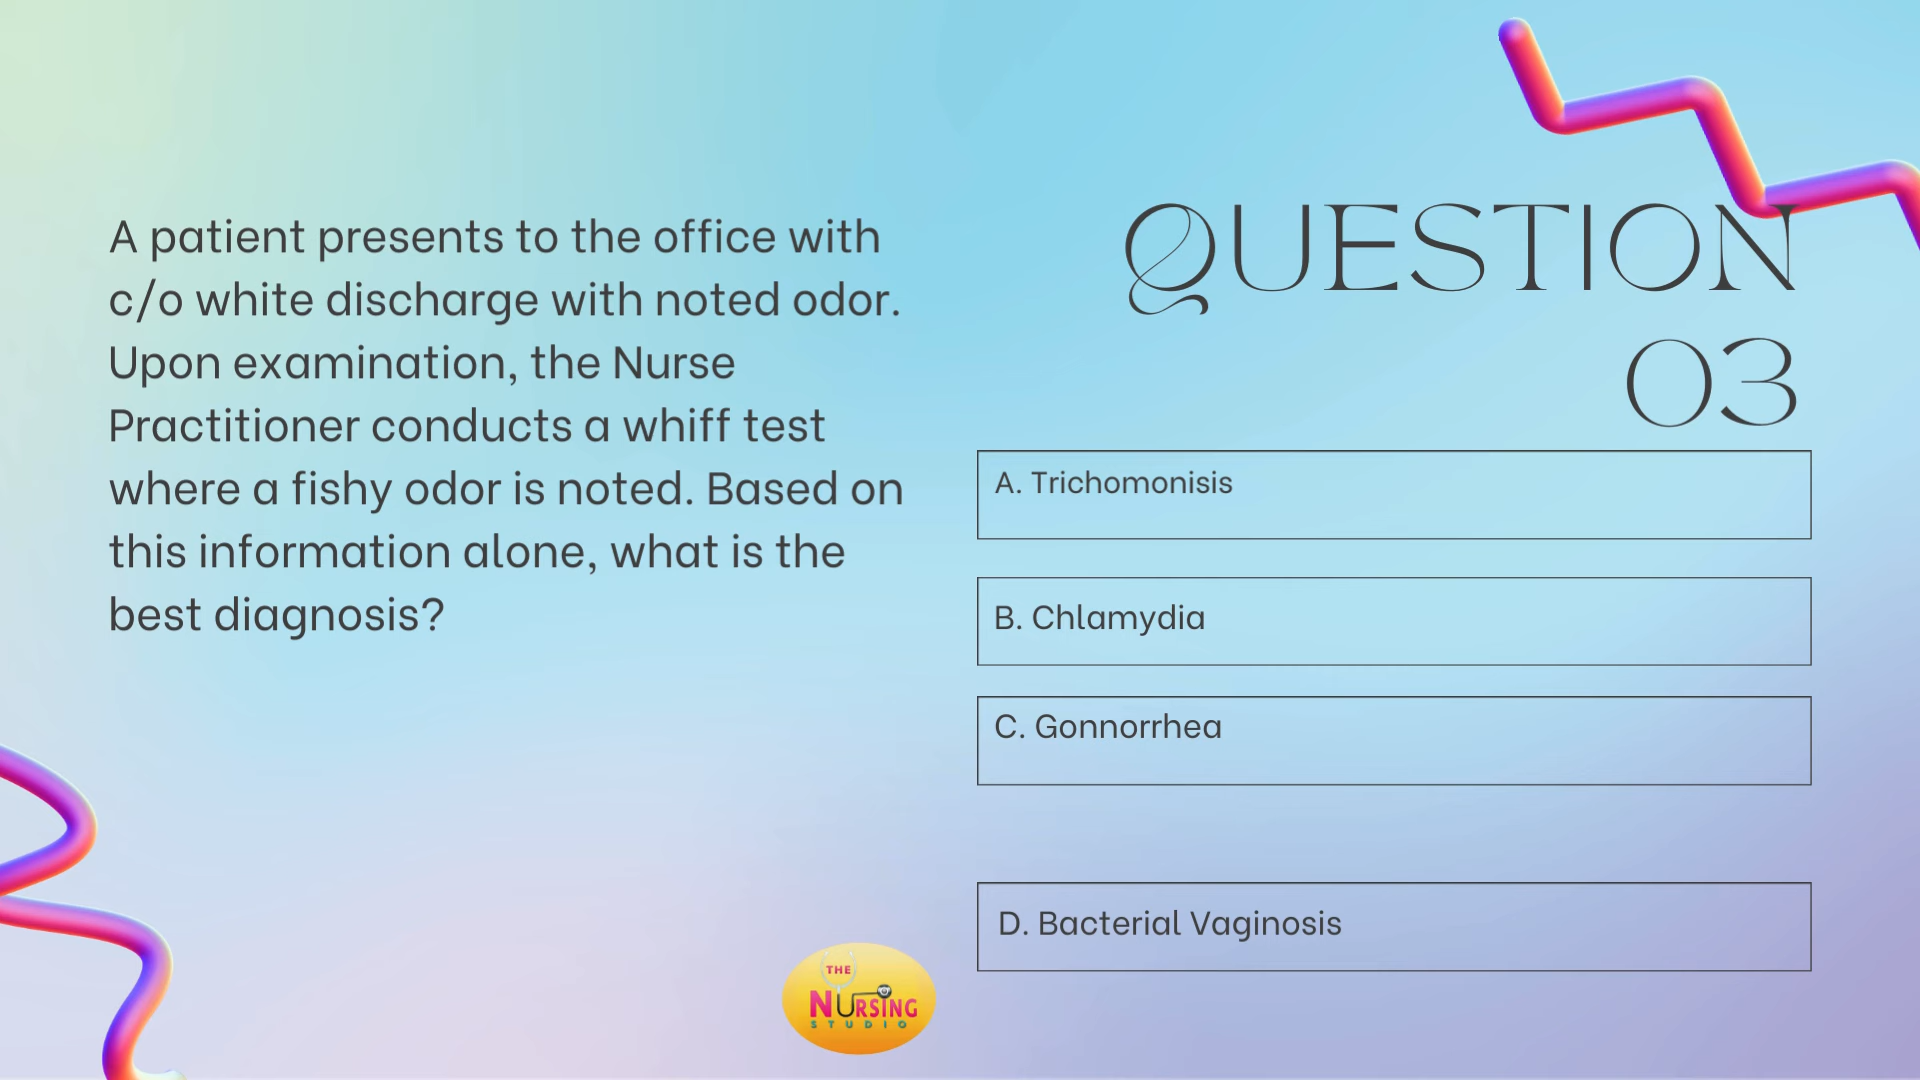 A patient presents to the office with
c/o white discharge with noted odor.
Upon examination, the Nurse
Practitioner conducts a whiff test
where a fishy odor is noted. Based on
this information alone, what is the
best diagnosis?
QUESTION
03
A. Trichomonisis
B. Chlamydia
C. Gonnorrhea
D. Bacterial Vaginosis
THE
NURSING
STUDIO